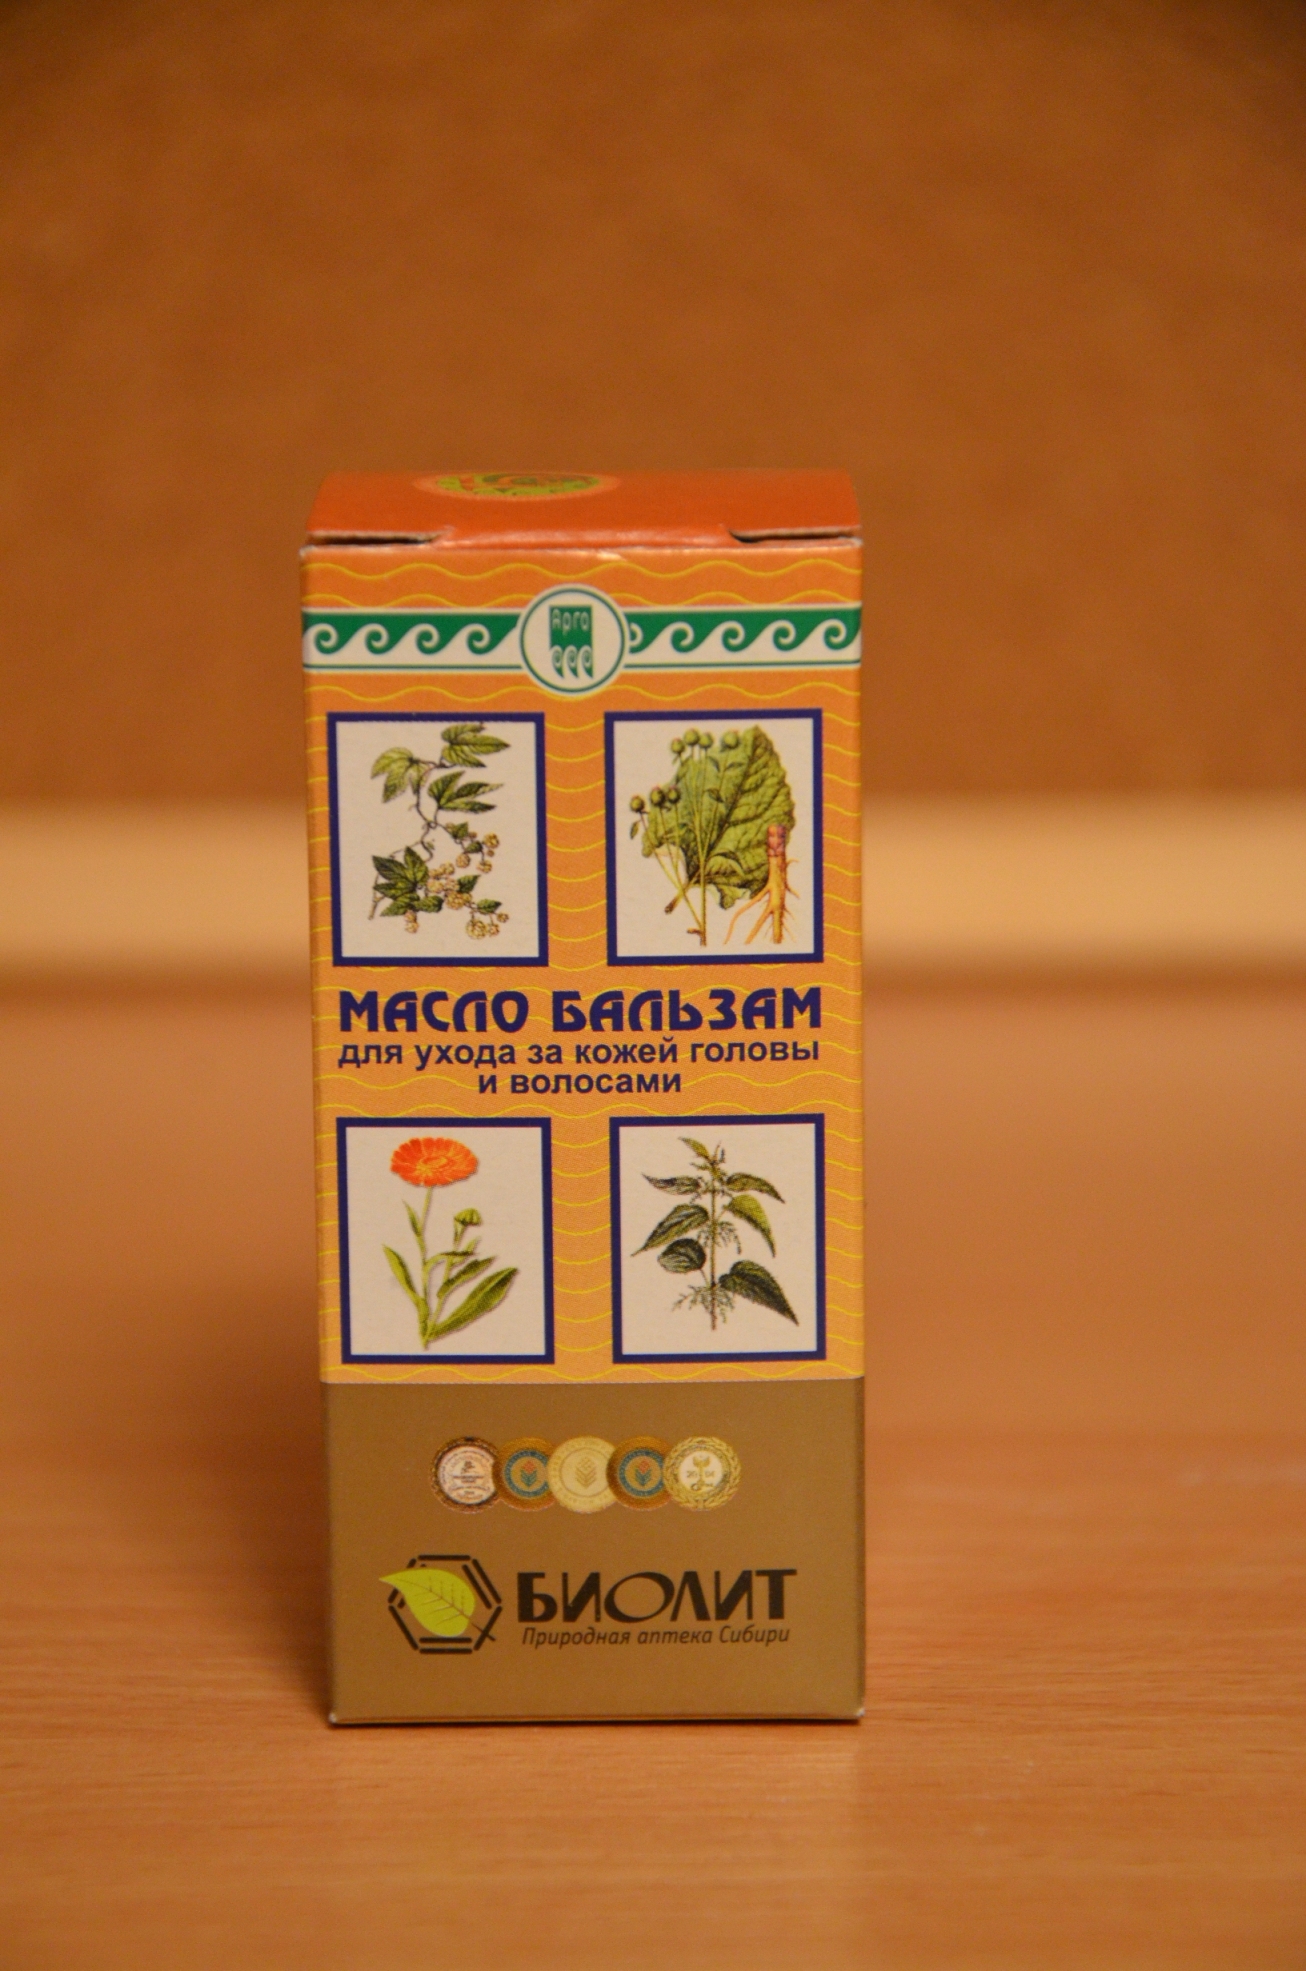 Арго
МАСЛО БАЛЬЗАМ
для ухода за кожей головы
и волосами
БИОЛИТ
Природная аптека Сибири